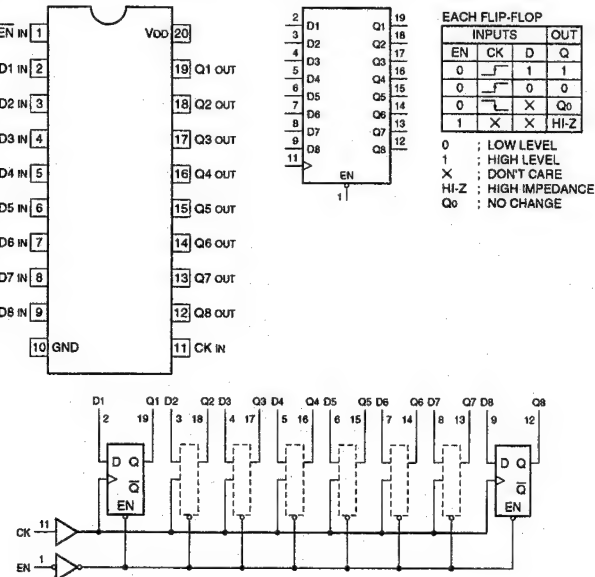 EN IN 1 VDD 20
D1 IN 2 19 Q1 OUT
D2 IN 3 18 Q2 OUT
D3 IN 4 17 Q3 OUT
D4 IN 5 16 Q4 OUT
D5 IN 6 15 Q5 OUT
D6 IN 7 14 Q6 OUT
D7 IN 8 13 Q7 OUT
D8 IN 9 12 Q8 OUT
10 GND 11 CK IN
2 D1 Q1 19
3 D2 Q2 18
4 D3 Q3 17
5 D4 Q4 16
6 D5 Q5 15
7 D6 Q6 14
8 D7 Q7 13
9 D8 Q8 12
11
EN
1
EACH FLIP-FLOP
INPUTS OUT
EN CK D Q
0 1 1
0 0 0
0 X Q0
1 X X HI-Z
0 ; LOW LEVEL
1 ; HIGH LEVEL
X ; DON'T CARE
HI-Z ; HIGH IMPEDANCE
Q0 ; NO CHANGE
D1 Q1 D2 Q2 D3 Q3 D4 Q4 D5 Q5 D6 Q6 D7 Q7 D8 Q8
2 19 3 18 4 17 5 16 6 15 7 14 8 13 9 12
D Q D Q
Q̅ Q̅
EN EN
CK 11
EN 1